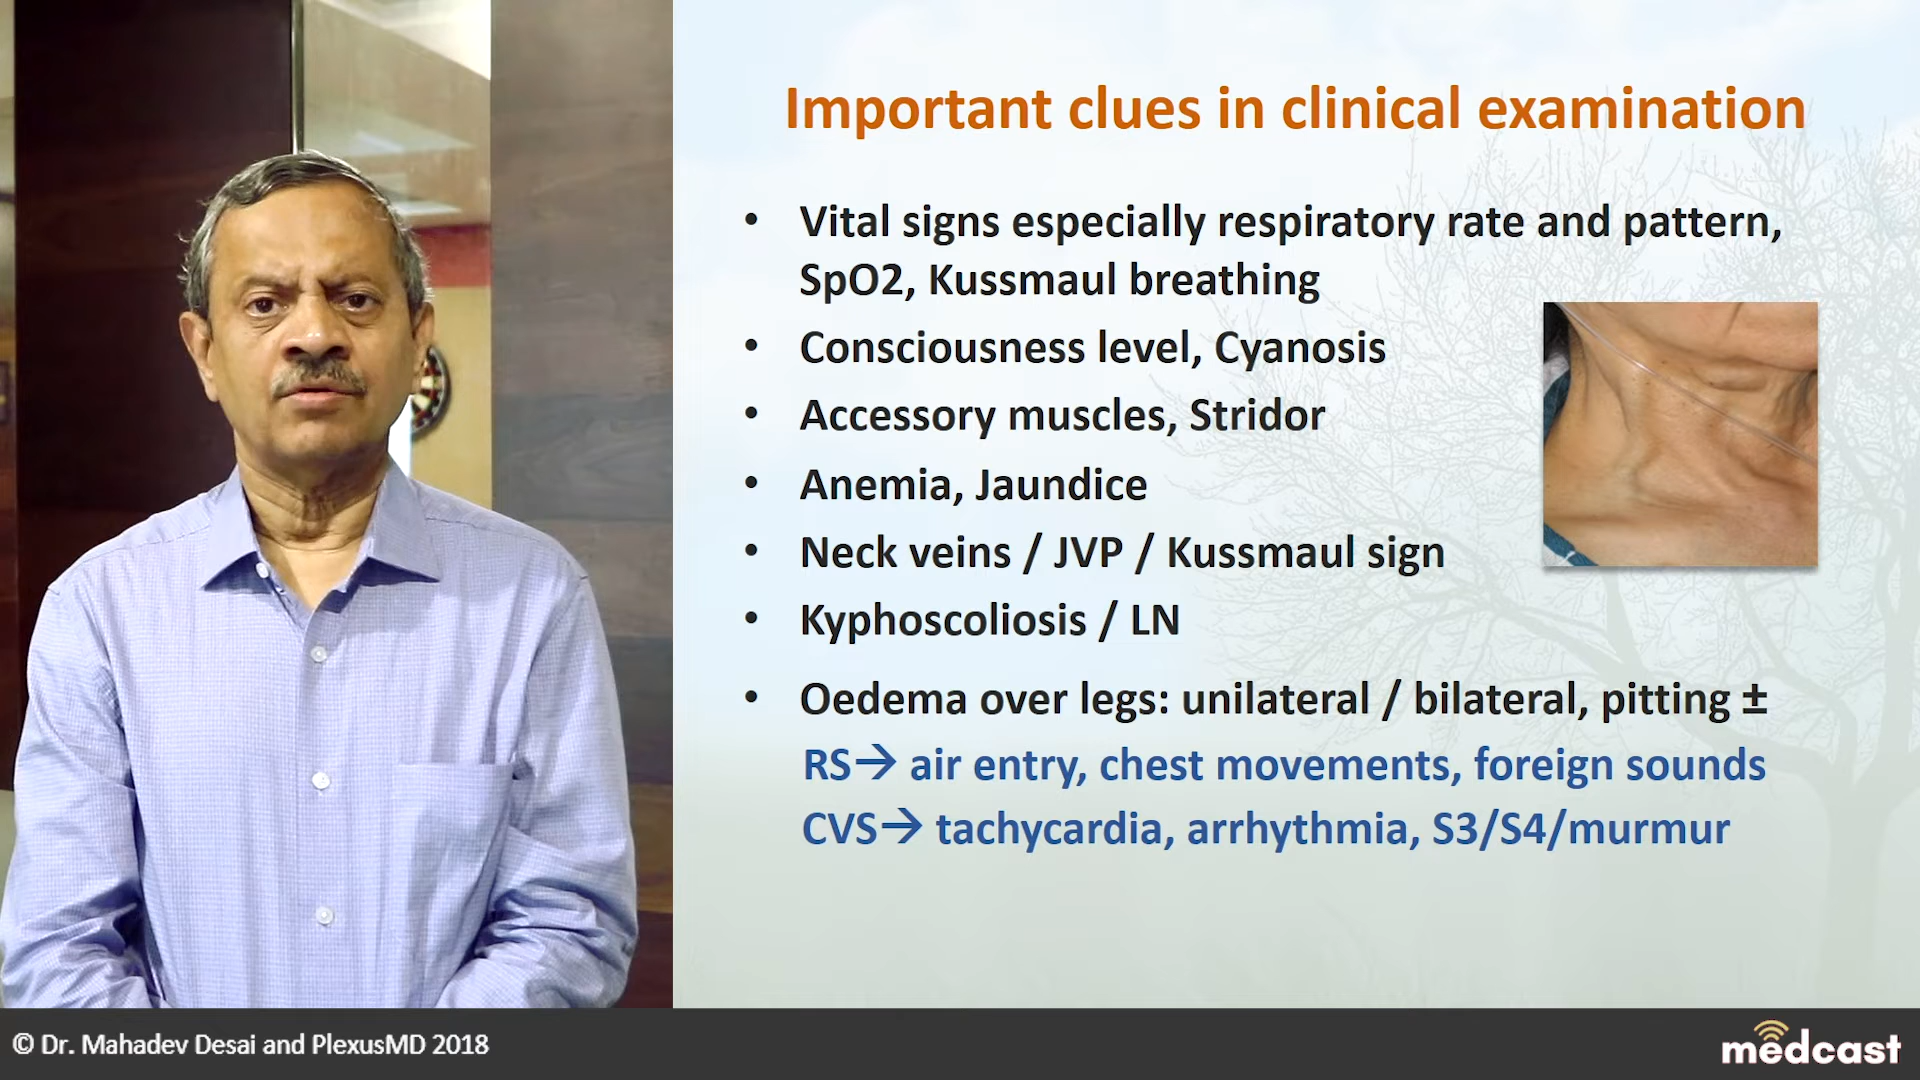 Important clues in clinical examination
• Vital signs especially respiratory rate and pattern,
SpO2, Kussmaul breathing
• Consciousness level, Cyanosis
• Accessory muscles, Stridor
• Anemia, Jaundice
• Neck veins / JVP / Kussmaul sign
• Kyphoscoliosis / LN
• Oedema over legs: unilateral / bilateral, pitting ±
RS→ air entry, chest movements, foreign sounds
CVS→ tachycardia, arrhythmia, S3/S4/murmur
© Dr. Mahadev Desai and PlexusMD 2018
medcast